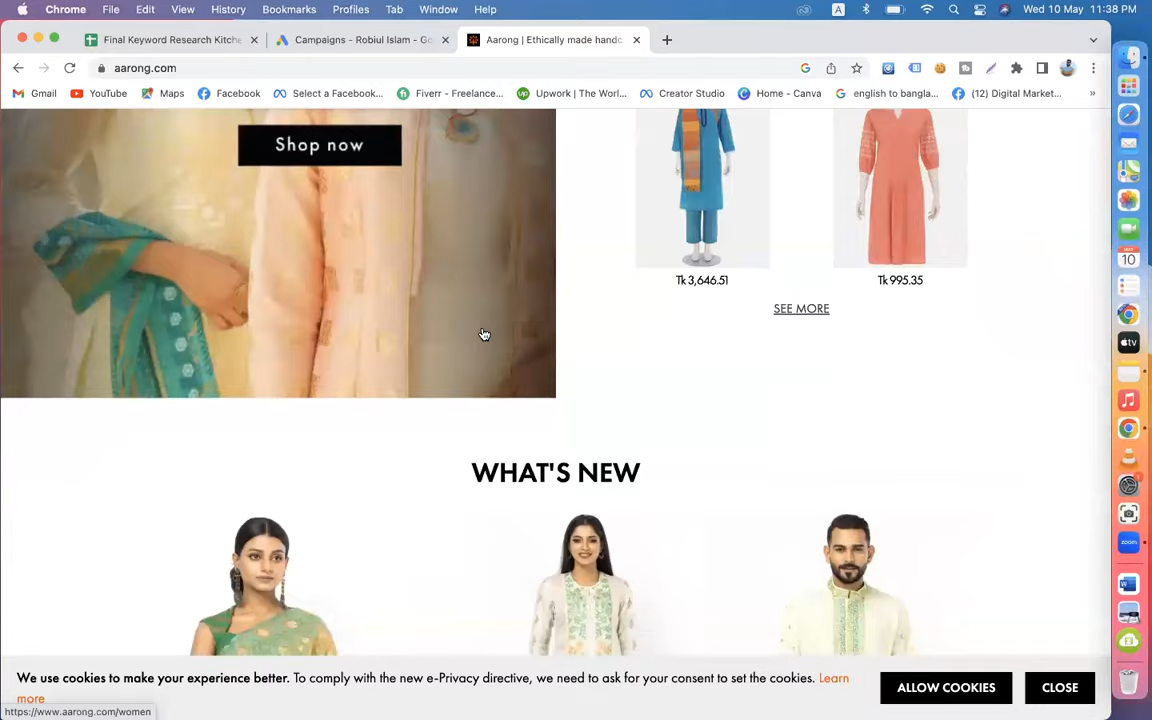 Chrome File Edit View History Bookmarks Profiles Tab Window Help A Wed 10 May 11:38 PM
Final Keyword Research Kitche Campaigns - Robiul Islam - Go Aarong | Ethically made handc
aarong.com
Gmail YouTube Maps Facebook Select a Facebook... Fiverr - Freelance... Upwork | The Worl... Creator Studio Home - Canva english to bangla... (12) Digital Market... »
Shop now
Tk 3,646.51 Tk 995.35
SEE MORE
WHAT'S NEW
We use cookies to make your experience better. To comply with the new e-Privacy directive, we need to ask for your consent to set the cookies. Learn
more
ALLOW COOKIES CLOSE
https://www.aarong.com/women
10
tv
zoom